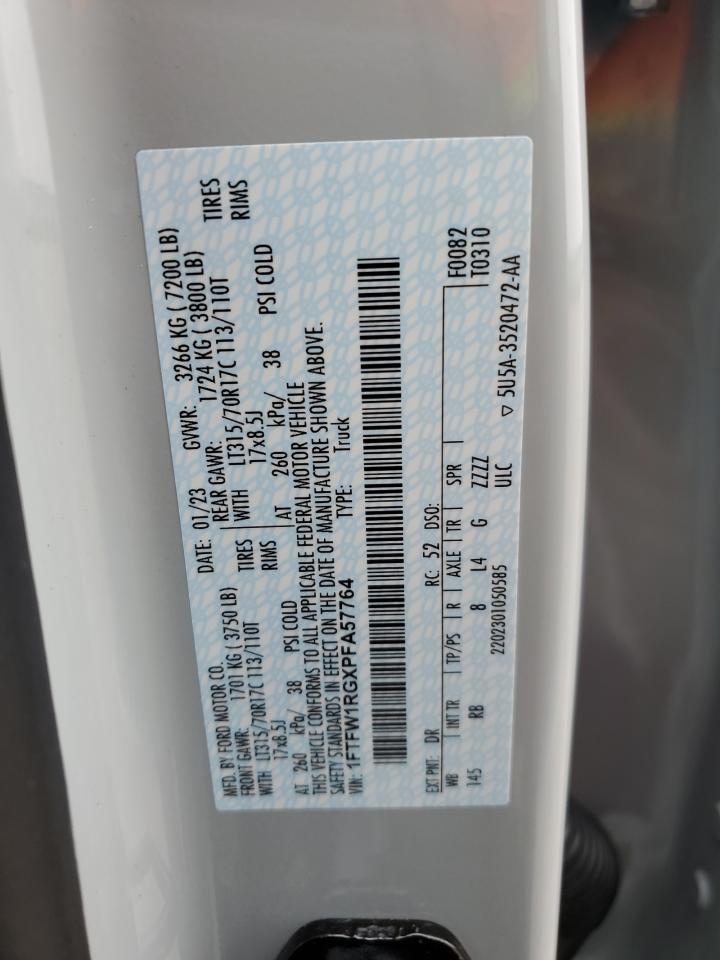 MFD. BY FORD MOTOR CO.
DATE: 01/23 GVWR: 3266 KG ( 7200 LB)
FRONT GAWR: 1701 KG ( 3750 LB) REAR GAWR: 1724 KG ( 3800 LB)
WITH LT315/70R17C 113/110T TIRES WITH LT315/70R17C 113/110T TIRES
17x8.5J RIMS 17x8.5J RIMS
AT 260 kPa/ 38 PSI COLD AT 260 kPa/ 38 PSI COLD
THIS VEHICLE CONFORMS TO ALL APPLICABLE FEDERAL MOTOR VEHICLE
SAFETY STANDARDS IN EFFECT ON THE DATE OF MANUFACTURE SHOWN ABOVE.
VIN: 1FTFW1RGXPFA57764 TYPE: Truck
EXT PNT: DR RC: 52 DSO: F0082
WB INT TR TP/PS R AXLE TR SPR T0310
145 RB 8 L4 G ZZZZ
2202301050585 ULC ▽ 5U5A-3520472-AA